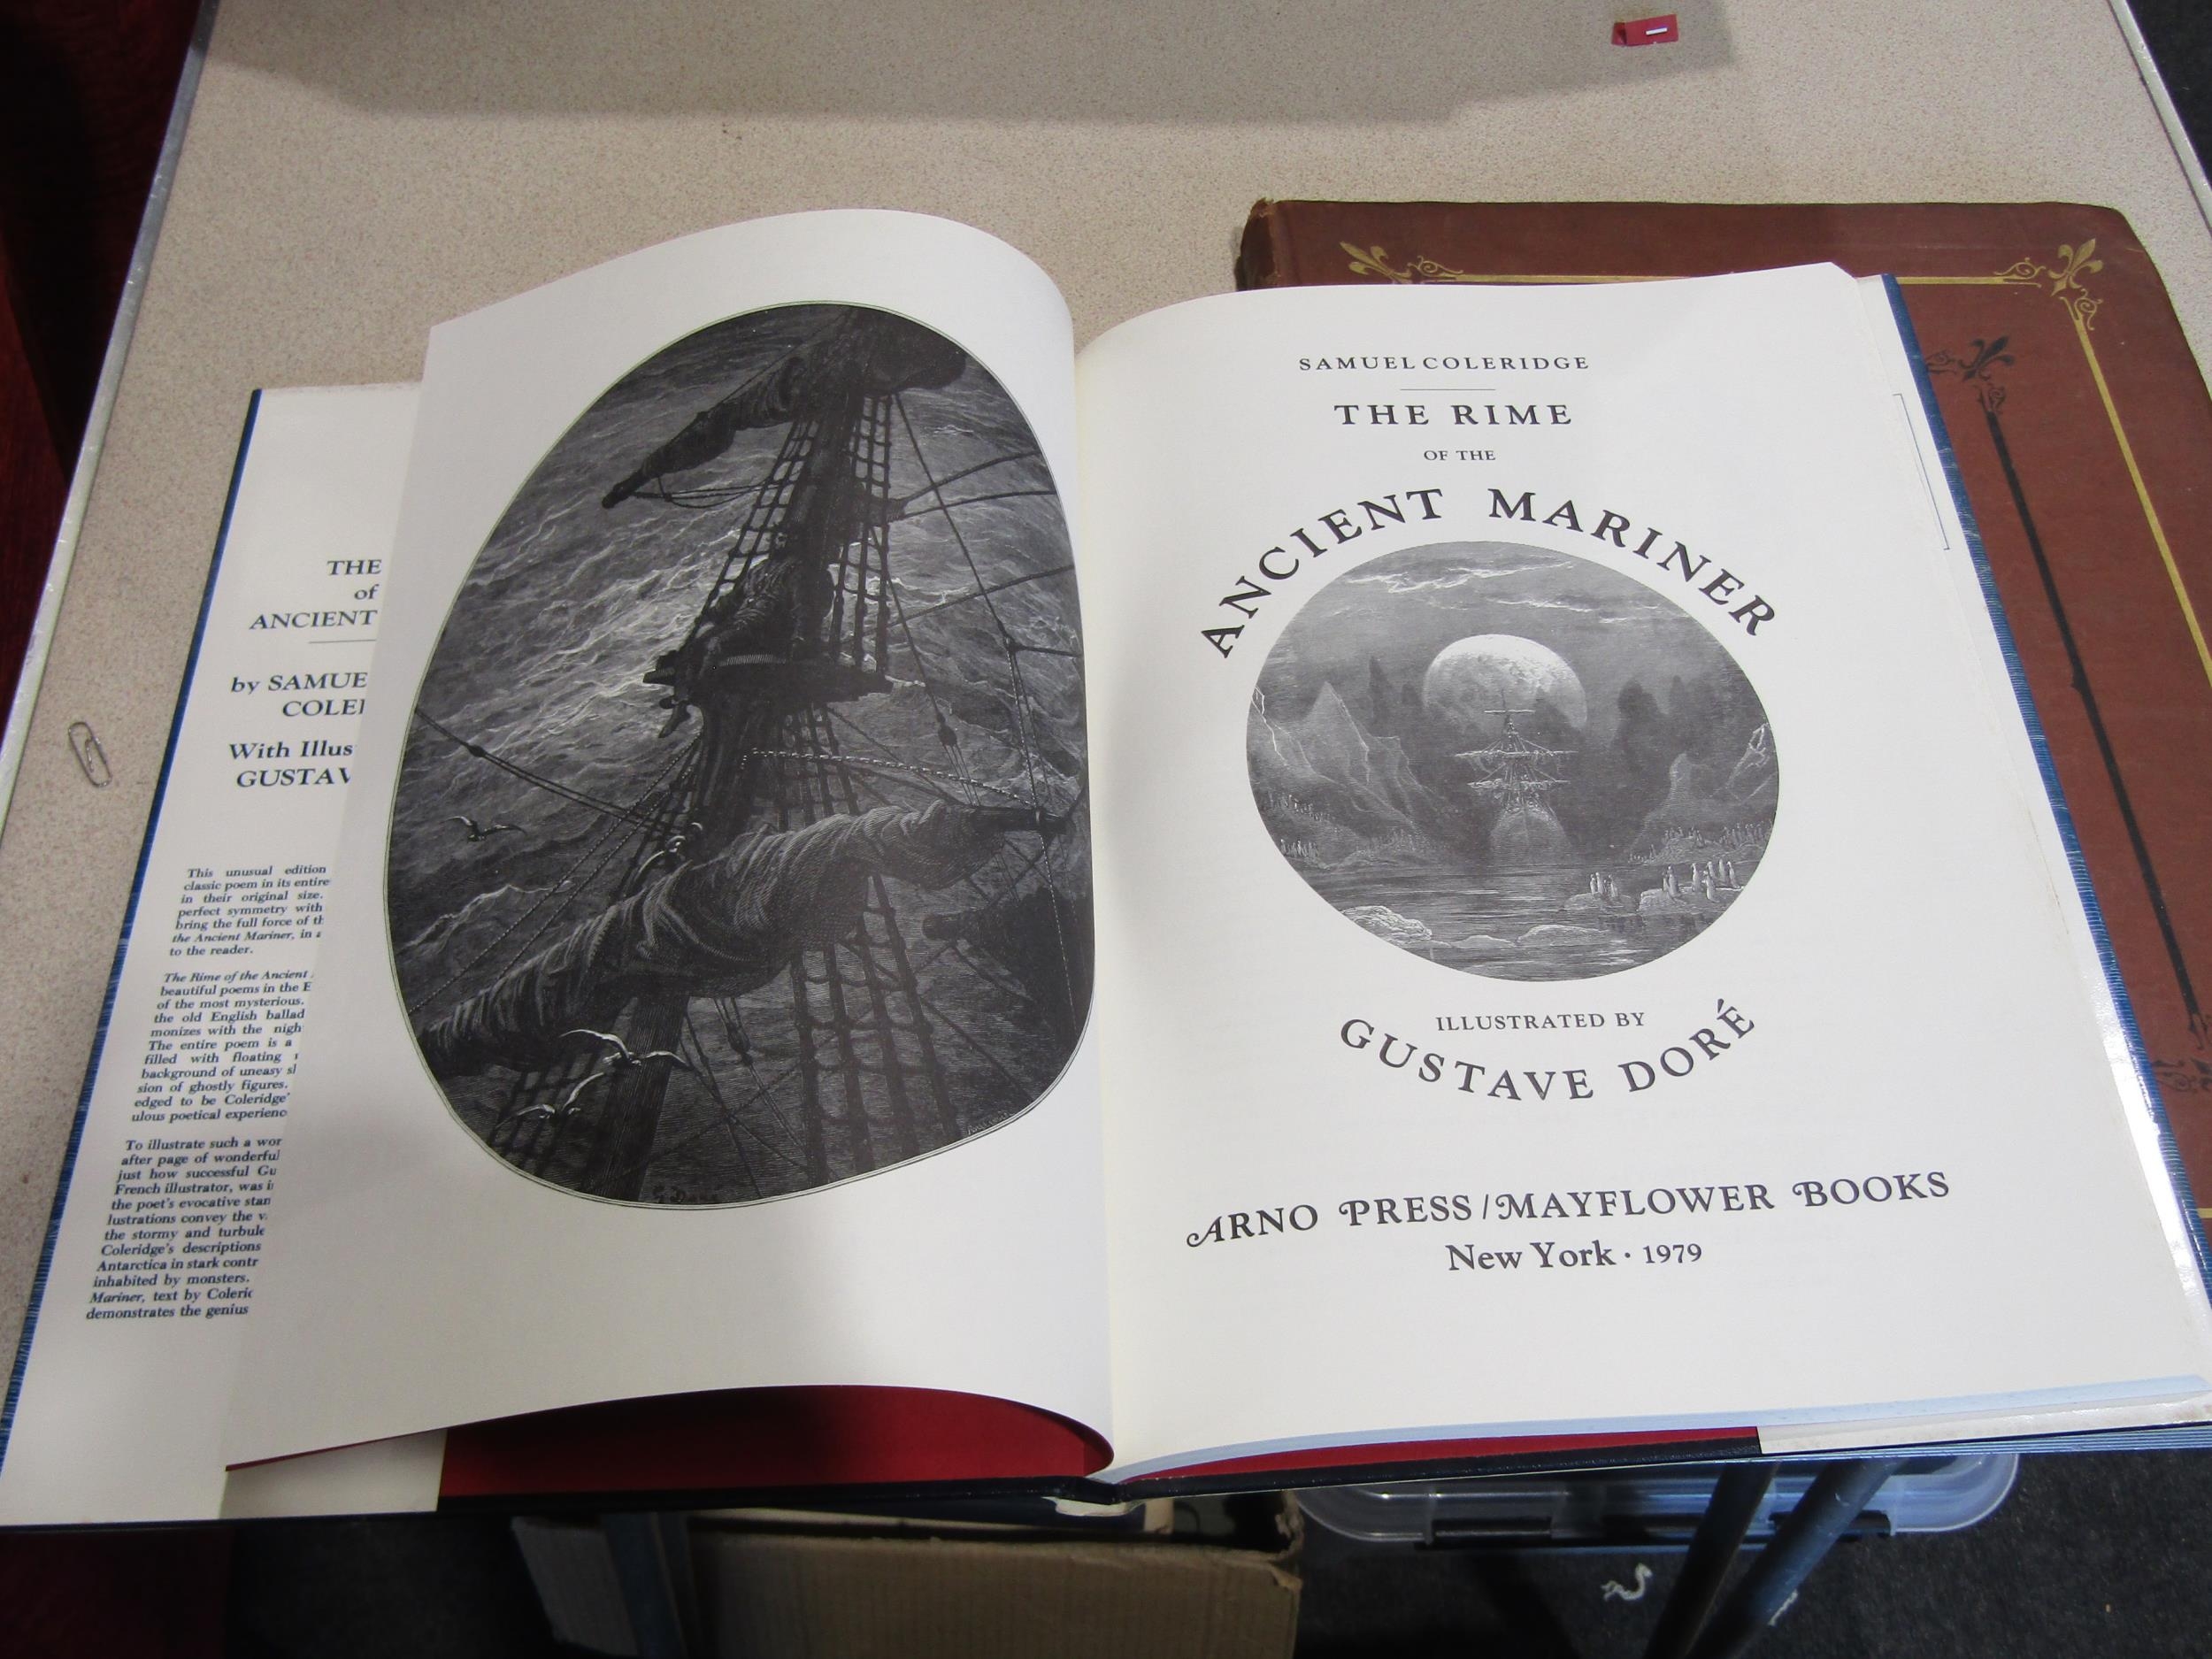 THE
of
ANCIENT
by SAMUE
COLE
With Illus
GUSTAV
This unusual edition
classic poem in its entire
in their original size.
perfect symmetry with
bring the full force of th
the Ancient Mariner, in a
to the reader.
The Rime of the Ancient
beautiful poems in the E
of the most mysterious.
the old English ballad
monizes with the nigh
The entire poem is a
filled with floating
background of uneasy sl
sion of ghostly figures.
edged to be Coleridge'
ulous poetical experienc
To illustrate such a wor
after page of wonderful
just how successful Gu
French illustrator, was i
the poet's evocative stan
lustrations convey the v
the stormy and turbule
Coleridge's descriptions
Antarctica in stark contr
inhabited by monsters.
Mariner, text by Coleric
demonstrates the genius
G. Doré
SAMUEL COLERIDGE
THE RIME
OF THE
ANCIENT MARINER
ILLUSTRATED BY
GUSTAVE DORÉ
ARNO PRESS/MAYFLOWER BOOKS
New York · 1979